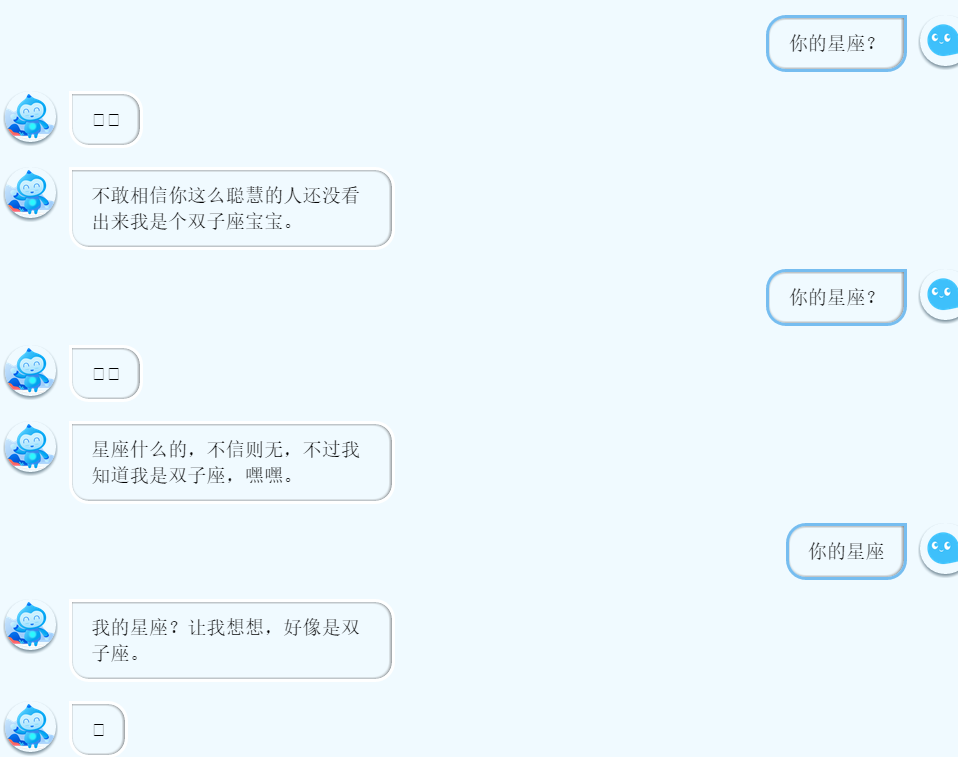 你的星座？
不敢相信你这么聪慧的人还没看
出来我是个双子座宝宝。
你的星座？
星座什么的，不信则无，不过我
知道我是双子座，嘿嘿。
你的星座
我的星座？让我想想，好像是双
子座。